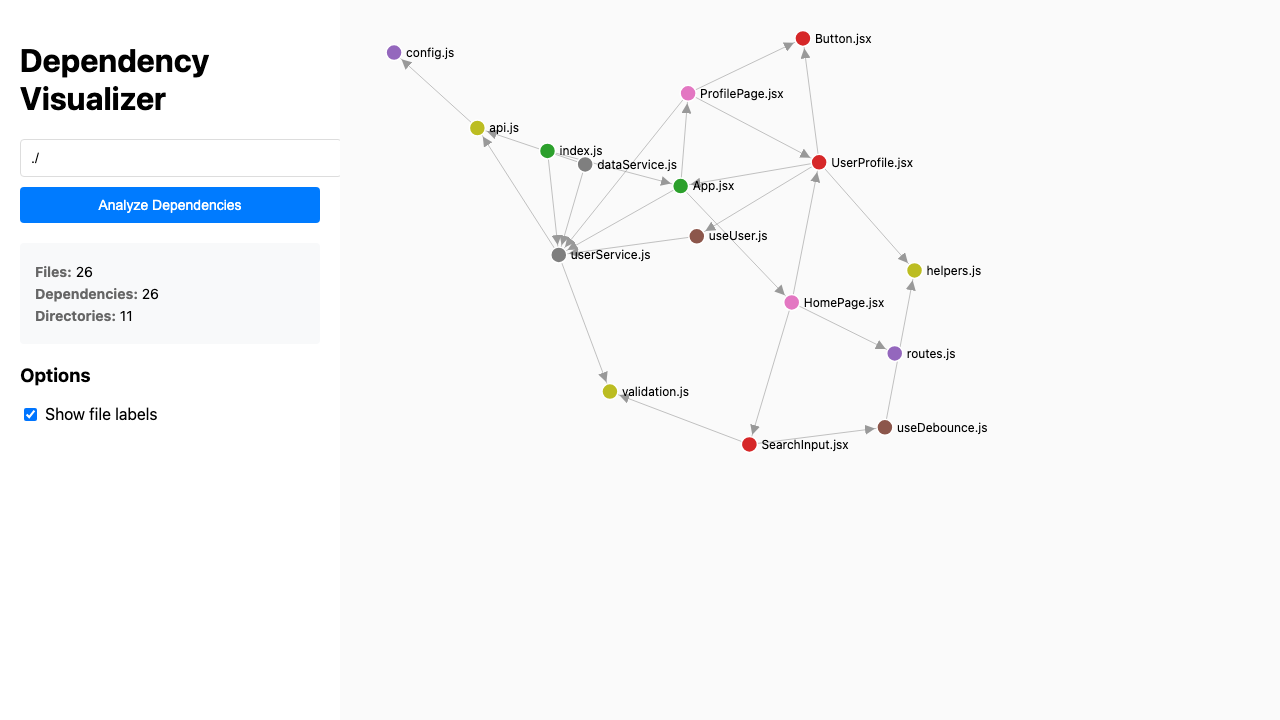 Dependency
Visualizer
./
Analyze Dependencies
Files: 26
Dependencies: 26
Directories: 11
Options
Show file labels
config.js
Button.jsx
ProfilePage.jsx
api.js
index.js
dataService.js
UserProfile.jsx
App.jsx
useUser.js
userService.js
helpers.js
HomePage.jsx
routes.js
validation.js
useDebounce.js
SearchInput.jsx